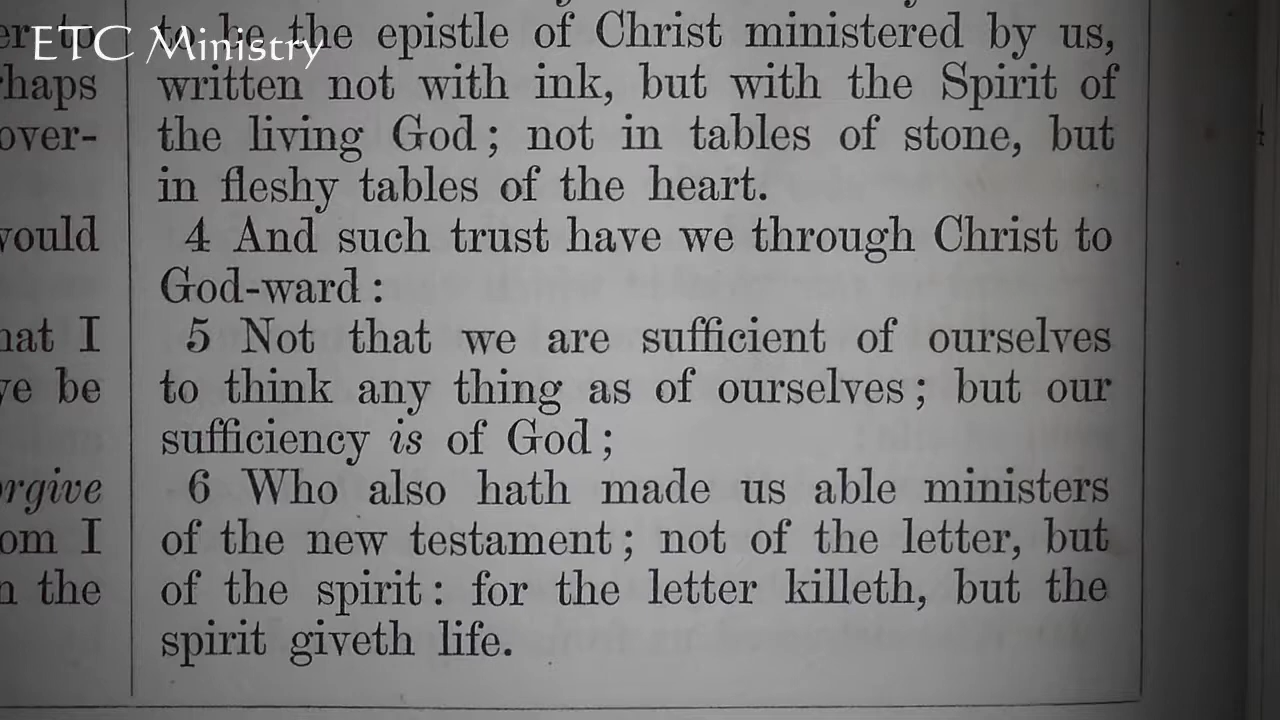 ETC Ministry
er to
haps
over-
would
hat I
ve be
orgive
om I
n the
to be the epistle of Christ ministered by us,
written not with ink, but with the Spirit of
the living God; not in tables of stone, but
in fleshy tables of the heart.
4 And such trust have we through Christ to
God-ward:
5 Not that we are sufficient of ourselves
to think any thing as of ourselves; but our
sufficiency is of God;
6 Who also hath made us able ministers
of the new testament; not of the letter, but
of the spirit: for the letter killeth, but the
spirit giveth life.